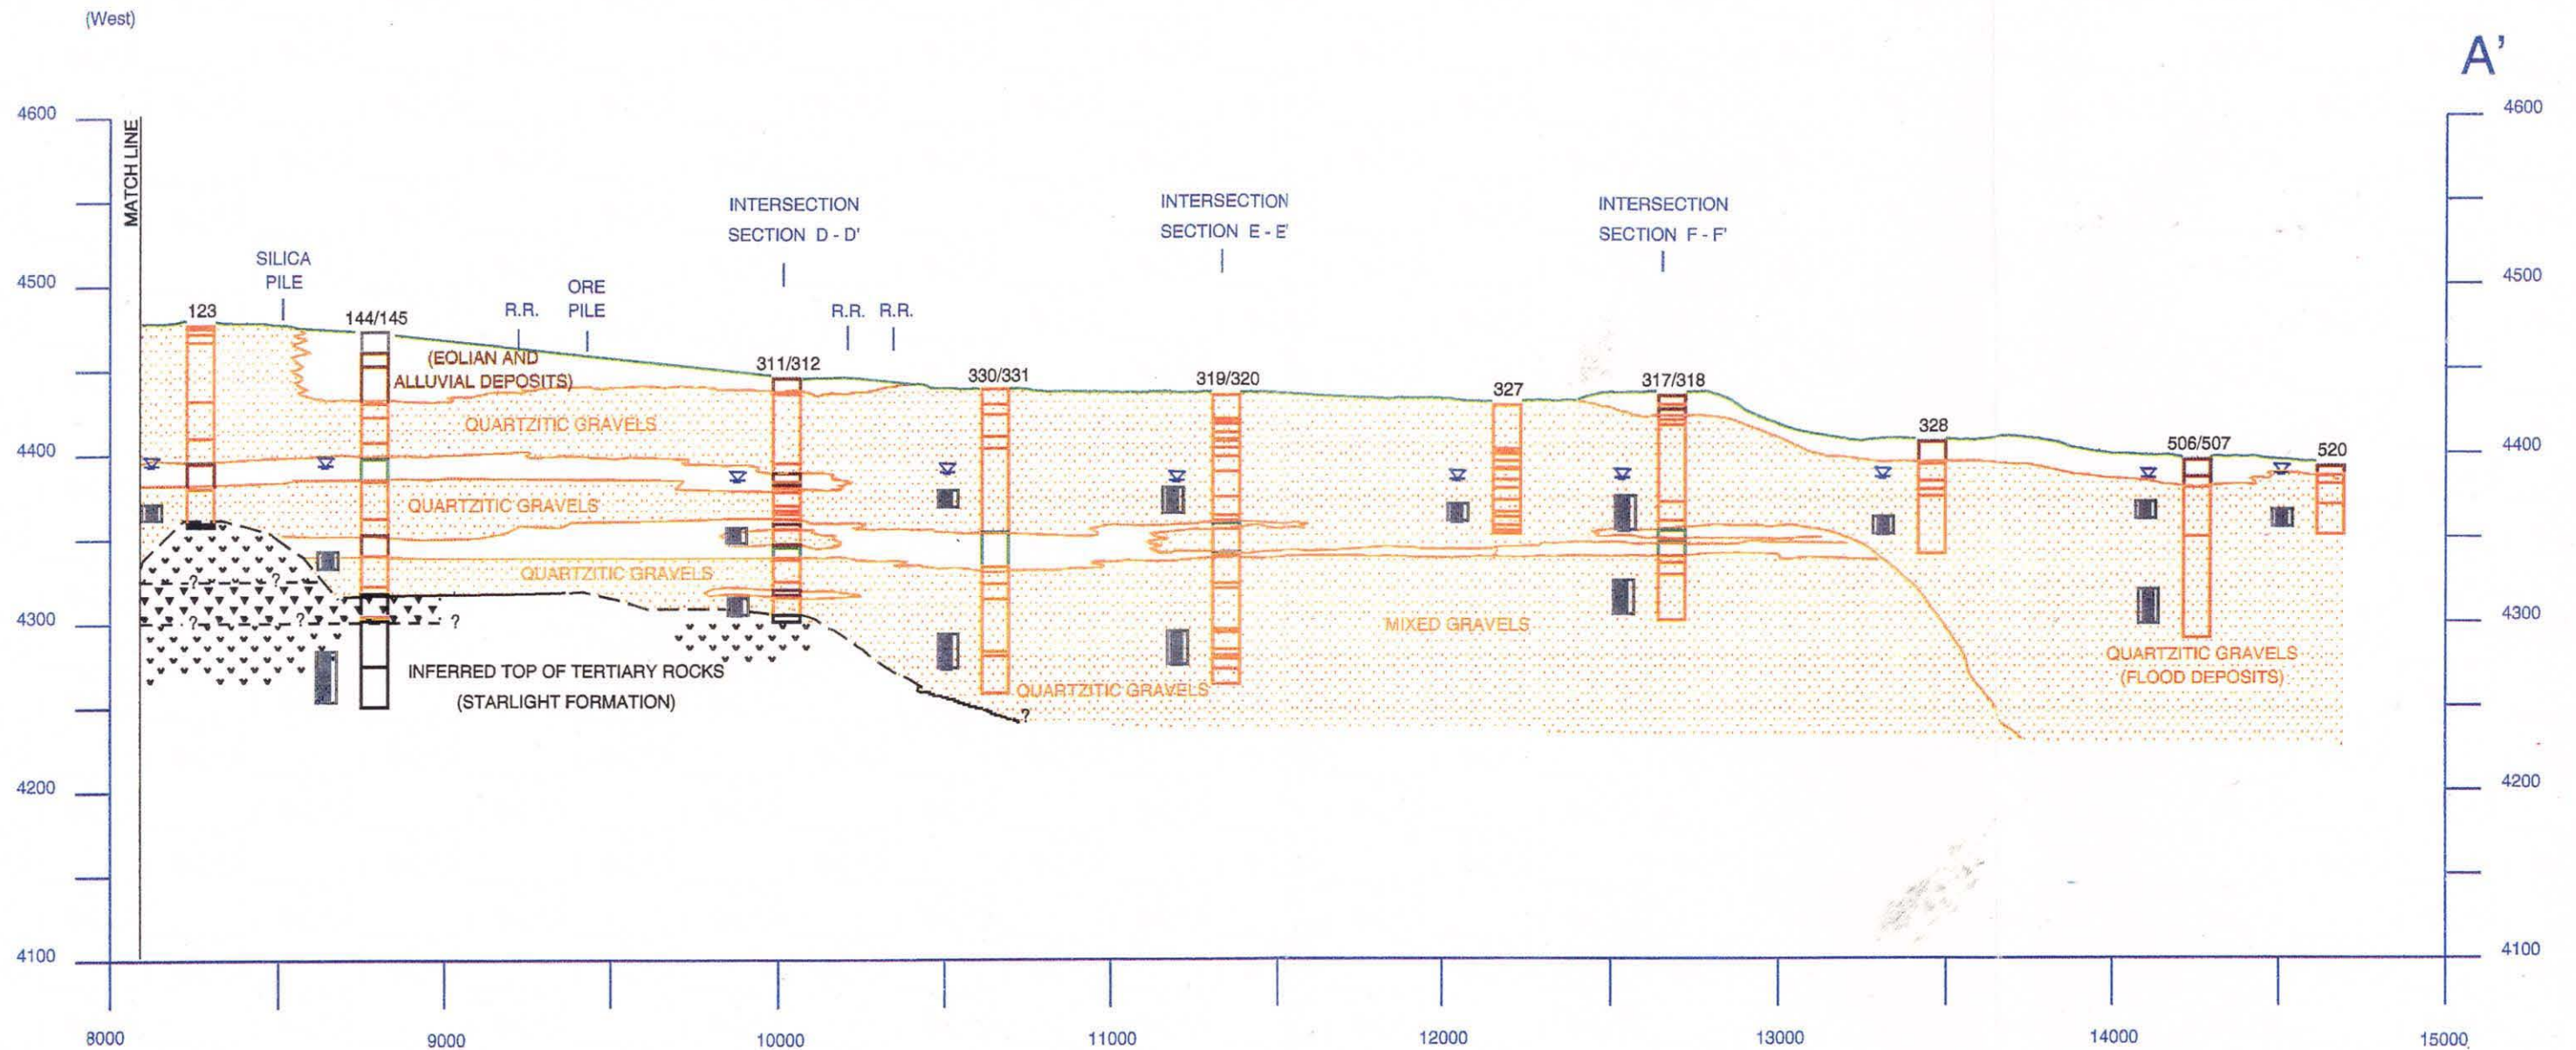 (West)
A'
4600
4600
MATCH LINE
INTERSECTION
SECTION D - D'
INTERSECTION
SECTION E - E'
INTERSECTION
SECTION F - F'
SILICA
PILE
4500
4500
ORE
PILE
R.R.
R.R.
R.R.
123
144/145
311/312
330/331
319/320
327
317/318
328
506/507
520
(EOLIAN AND
ALLUVIAL DEPOSITS)
QUARTZITIC GRAVELS
4400
4400
QUARTZITIC GRAVELS
QUARTZITIC GRAVELS
?
?
?
?
?
4300
4300
MIXED GRAVELS
QUARTZITIC GRAVELS
(FLOOD DEPOSITS)
INFERRED TOP OF TERTIARY ROCKS
(STARLIGHT FORMATION)
QUARTZITIC GRAVELS
?
4200
4200
4100
4100
8000
9000
10000
11000
12000
13000
14000
15000